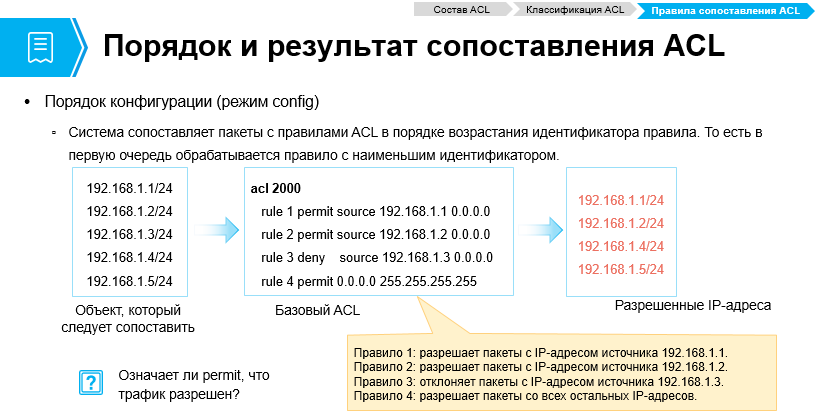 Состав ACL
Классификация ACL
Правила сопоставления ACL
Порядок и результат сопоставления ACL
• Порядок конфигурации (режим config)
▫ Система сопоставляет пакеты с правилами ACL в порядке возрастания идентификатора правила. То есть в
первую очередь обрабатывается правило с наименьшим идентификатором.
192.168.1.1/24
192.168.1.2/24
192.168.1.3/24
192.168.1.4/24
192.168.1.5/24
Объект, который
следует сопоставить
acl 2000
rule 1 permit source 192.168.1.1 0.0.0.0
rule 2 permit source 192.168.1.2 0.0.0.0
rule 3 deny source 192.168.1.3 0.0.0.0
rule 4 permit 0.0.0.0 255.255.255.255
Базовый ACL
192.168.1.1/24
192.168.1.2/24
192.168.1.4/24
192.168.1.5/24
Разрешенные IP-адреса
Правило 1: разрешает пакеты с IP-адресом источника 192.168.1.1.
Правило 2: разрешает пакеты с IP-адресом источника 192.168.1.2.
Правило 3: отклоняет пакеты с IP-адресом источника 192.168.1.3.
Правило 4: разрешает пакеты со всех остальных IP-адресов.
?
Означает ли permit, что
трафик разрешен?